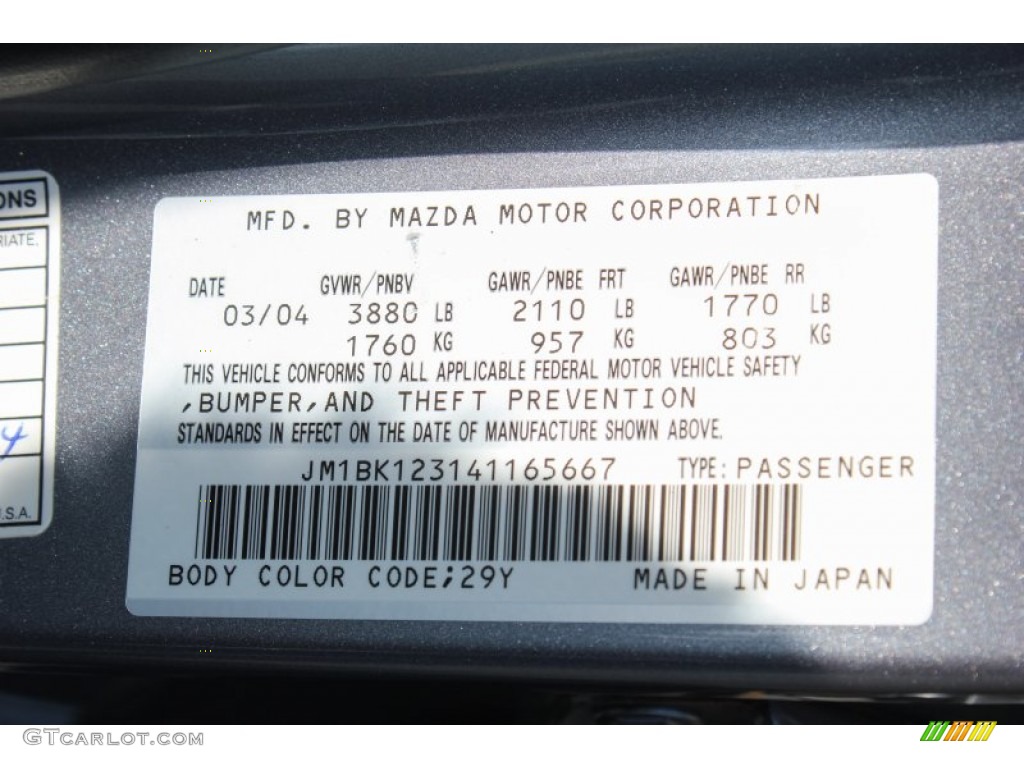 ONS
RIATE.
4
U.S.A.
MFD. BY MAZDA MOTOR CORPORATION
DATE GVWR/PNBV GAWR/PNBE FRT GAWR/PNBE RR
03/04 3880 LB 2110 LB 1770 LB
1760 KG 957 KG 803 KG
THIS VEHICLE CONFORMS TO ALL APPLICABLE FEDERAL MOTOR VEHICLE SAFETY
,BUMPER,AND THEFT PREVENTION
STANDARDS IN EFFECT ON THE DATE OF MANUFACTURE SHOWN ABOVE.
JM1BK123141165667 TYPE: PASSENGER
BODY COLOR CODE;29Y MADE IN JAPAN
GTCARLOT.COM